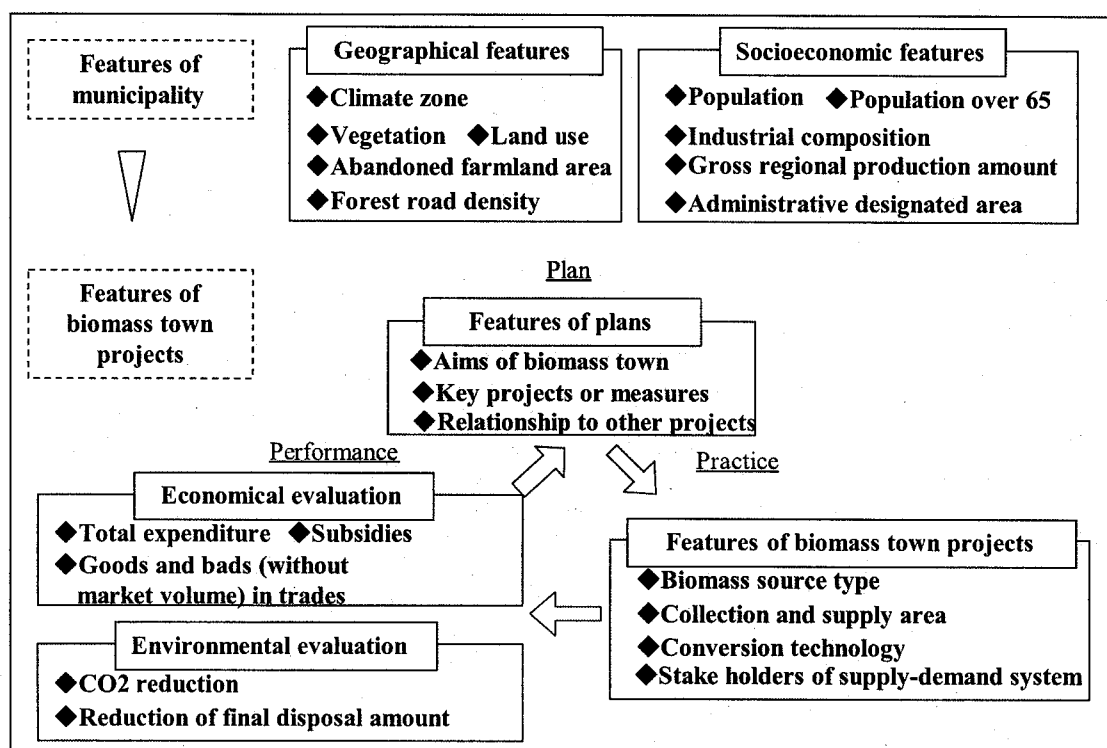 Features of
municipality
Geographical features
◆Climate zone
◆Vegetation ◆Land use
◆Abandoned farmland area
◆Forest road density
Socioeconomic features
◆Population ◆Population over 65
◆Industrial composition
◆Gross regional production amount
◆Administrative designated area
Features of
biomass town
projects
Plan
Features of plans
◆Aims of biomass town
◆Key projects or measures
◆Relationship to other projects
Performance
Practice
Economical evaluation
◆Total expenditure ◆Subsidies
◆Goods and bads (without
market volume) in trades
Environmental evaluation
◆CO2 reduction
◆Reduction of final disposal amount
Features of biomass town projects
◆Biomass source type
◆Collection and supply area
◆Conversion technology
◆Stake holders of supply-demand system